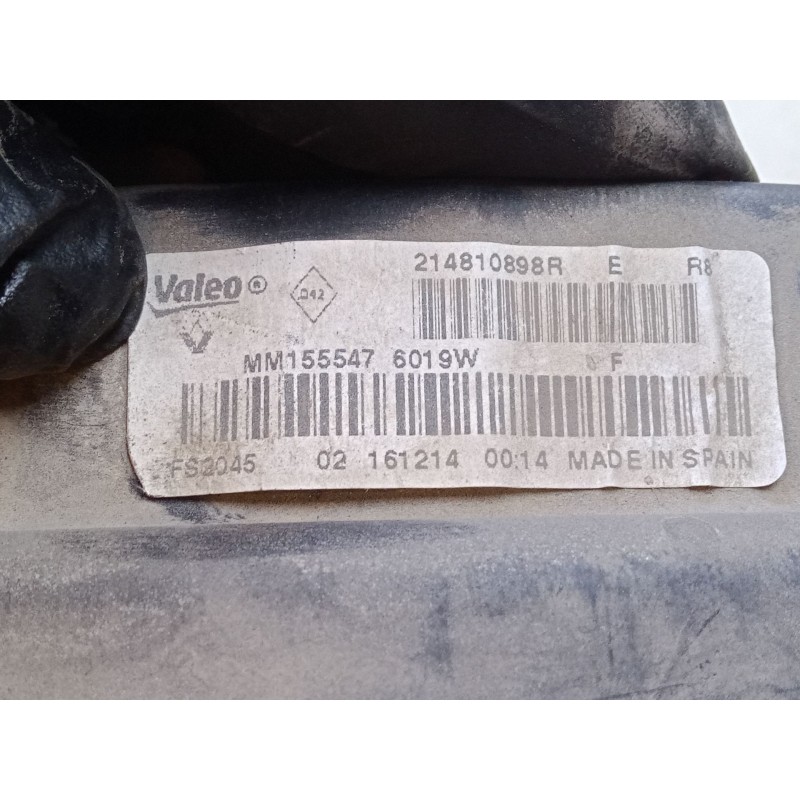 Valeo ® 214810898R E R8
D42
MM155547 6019W F
FS2045 02 161214 00:14 MADE IN SPAIN